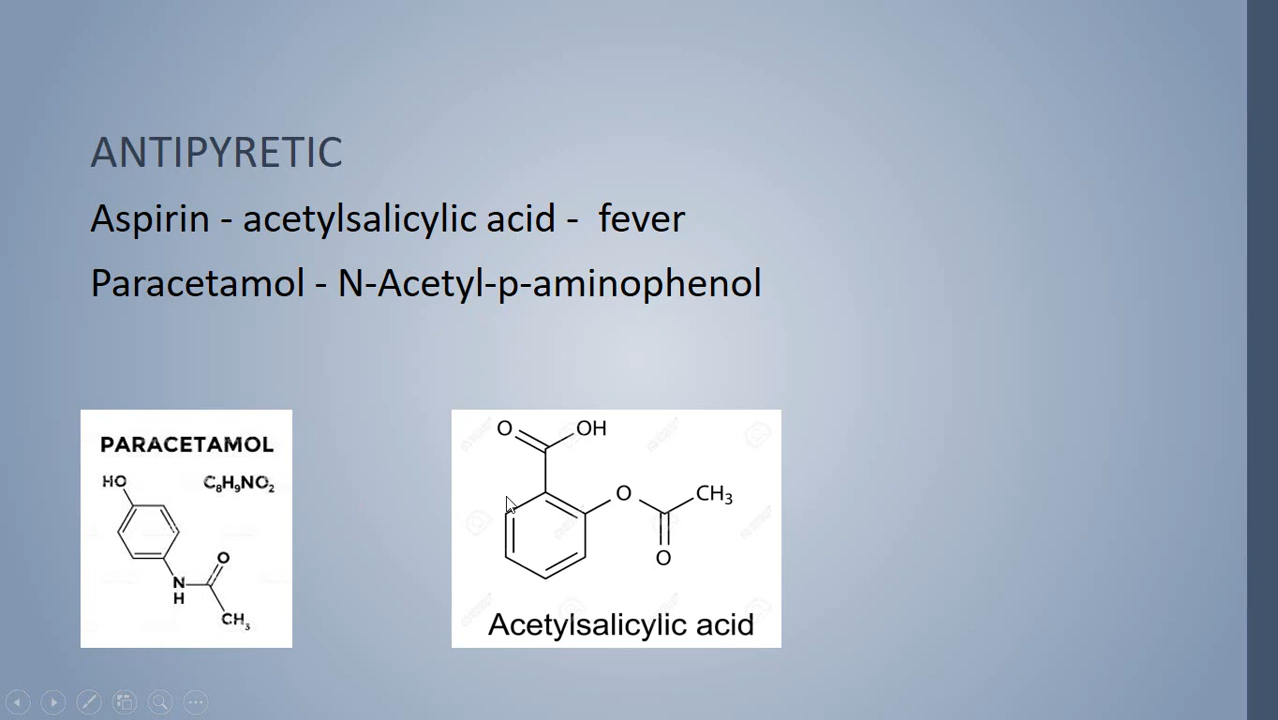 ANTIPYRETIC
Aspirin - acetylsalicylic acid - fever
Paracetamol - N-Acetyl-p-aminophenol
PARACETAMOL
HO
C₈H₉NO₂
O
N
H
CH₃
O
OH
O
CH₃
O
Acetylsalicylic acid